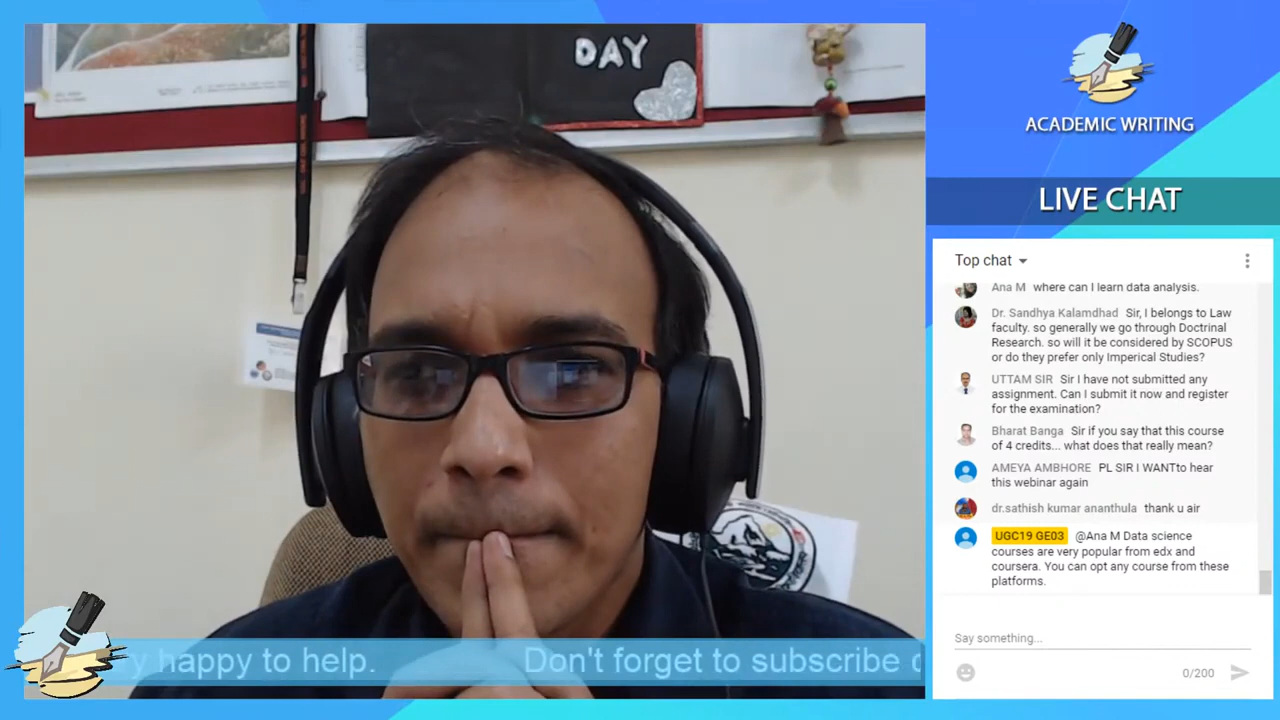 DAY
ACADEMIC WRITING
LIVE CHAT
Top chat
Ana M where can I learn data analysis.
Dr. Sandhya Kalamdhad Sir, I belongs to Law
faculty. so generally we go through Doctrinal
Research. so will it be considered by SCOPUS
or do they prefer only Imperical Studies?
UTTAM SIR Sir I have not submitted any
assignment. Can I submit it now and register
for the examination?
Bharat Banga Sir if you say that this course
of 4 credits... what does that really mean?
AMEYA AMBHORE PL SIR I WANTto hear
this webinar again
dr.sathish kumar ananthula thank u air
UGC19 GE03 @Ana M Data science
courses are very popular from edx and
coursera. You can opt any course from these
platforms.
Say something...
0/200
y happy to help. Don't forget to subscribe